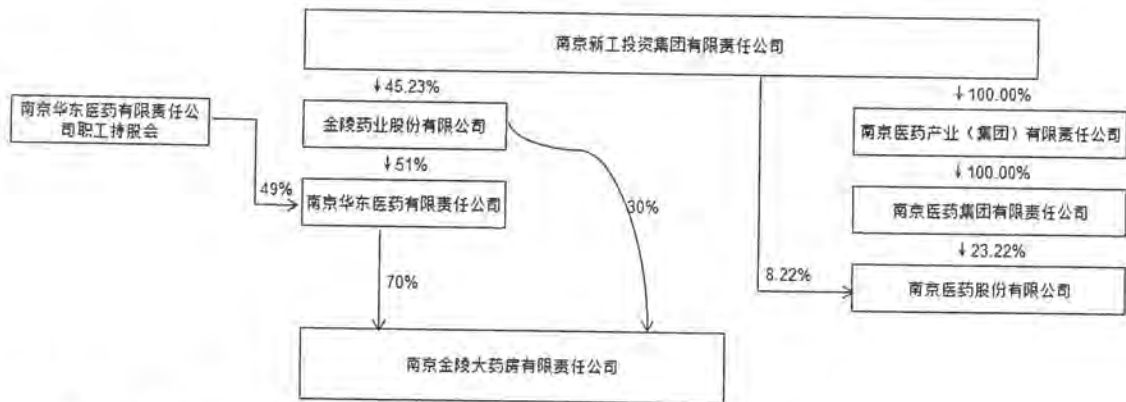 南京新工投资集团有限责任公司
↓45.23%
↓100.00%
南京华东医药有限责任公
司职工持股会
金陵药业股份有限公司
南京医药产业（集团）有限责任公司
↓51%
↓100.00%
49%
南京华东医药有限责任公司
30%
南京医药集团有限责任公司
↓23.22%
70%
8.22%
南京医药股份有限公司
南京金陵大药房有限责任公司